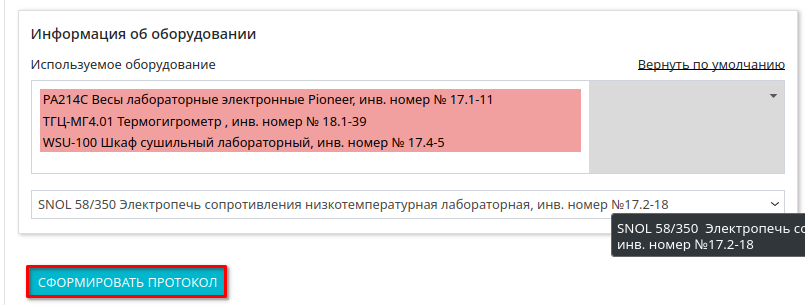 Информация об оборудовании
Используемое оборудование
Вернуть по умолчанию
PA214C Весы лабораторные электронные Pioneer, инв. номер № 17.1-11
ТГЦ-МГ4.01 Термогигрометр , инв. номер № 18.1-39
WSU-100 Шкаф сушильный лабораторный, инв. номер № 17.4-5
SNOL 58/350 Электропечь сопротивления низкотемпературная лабораторная, инв. номер №17.2-18
SNOL 58/350 Электропечь со
инв. номер №17.2-18
СФОРМИРОВАТЬ ПРОТОКОЛ